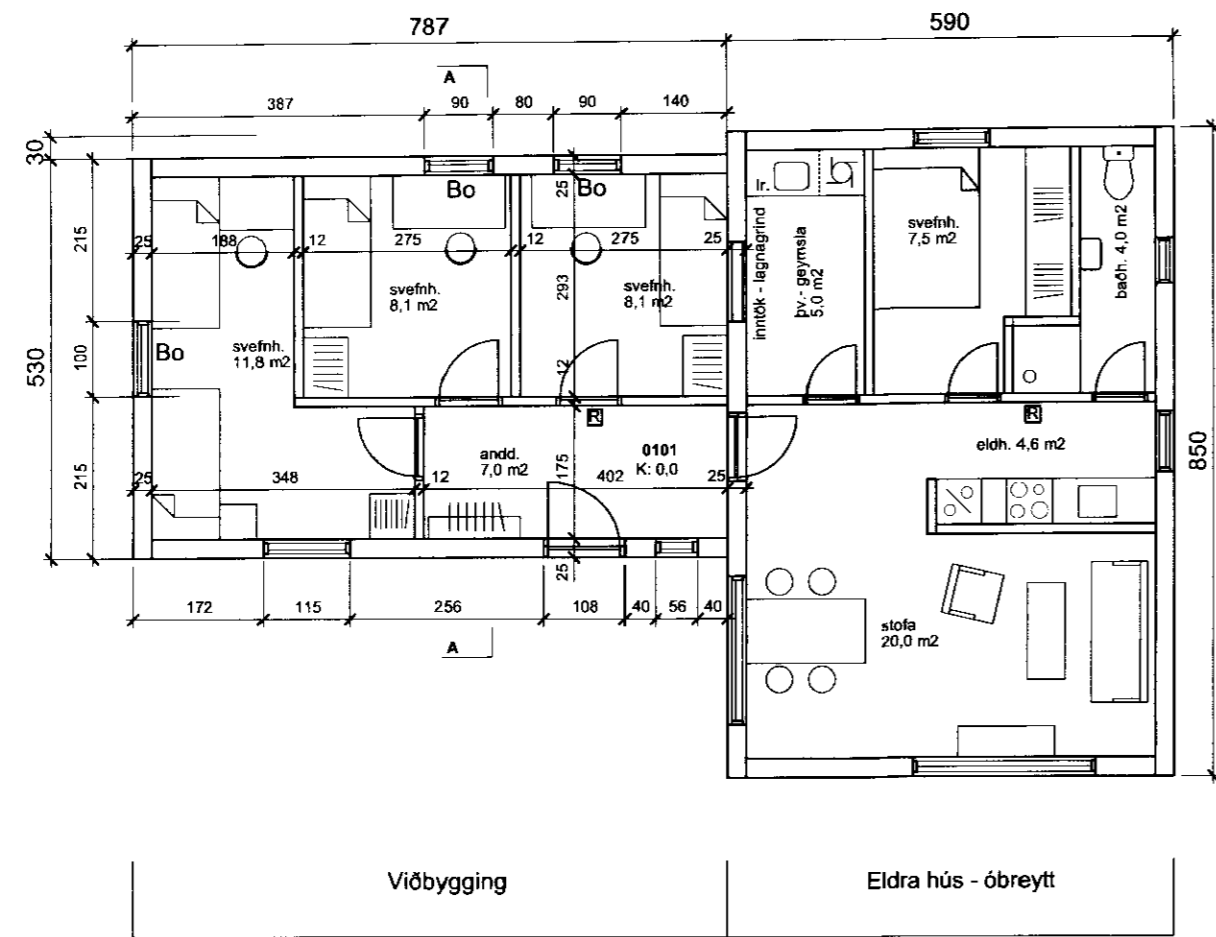 787
590
A
387
90
80
90
140
30
530
215
100
215
Bo
Bo
25
25
188
12
275
12
275
25
293
svefnh.
8,1 m2
svefnh.
8,1 m2
Bo
svefnh.
11,8 m2
12
Ir.
inntök - lagnagrind
þv.- geymsla
5,0 m2
svefnh.
7,5 m2
baðh. 4,0 m2
850
R
R
andd.
7,0 m2
0101
K: 0,0
175
eldh. 4,6 m2
25
348
12
402
25
25
172
115
256
108
40
56
40
A
stofa
20,0 m2
Viðbygging
Eldra hús - óbreytt